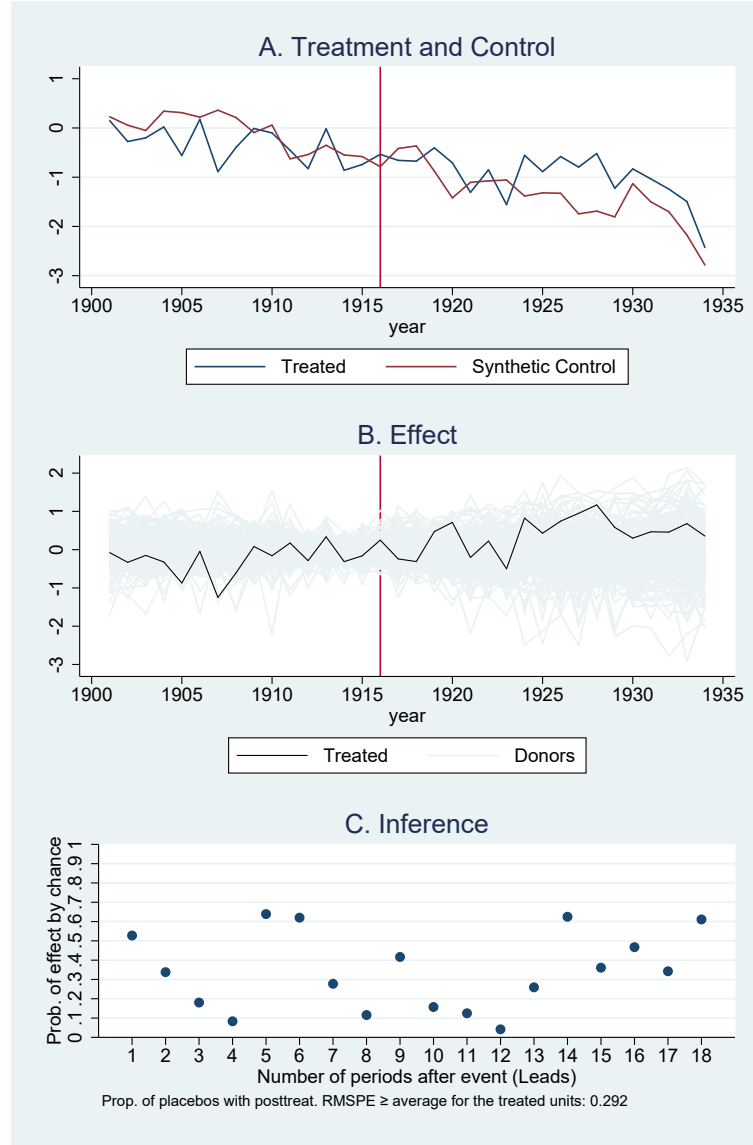 A. Treatment and Control
1
0
-1
-2
-3
1900 1905 1910 1915 1920 1925 1930 1935
year
Treated Synthetic Control
B. Effect
2
1
0
-1
-2
-3
1900 1905 1910 1915 1920 1925 1930 1935
year
Treated Donors
C. Inference
Prob. of effect by chance
0 .1 .2 .3 .4 .5 .6 .7 .8 .9 1
1 2 3 4 5 6 7 8 9 10 11 12 13 14 15 16 17 18
Number of periods after event (Leads)
Prop. of placebos with posttreat. RMSPE ≥ average for the treated units: 0.292